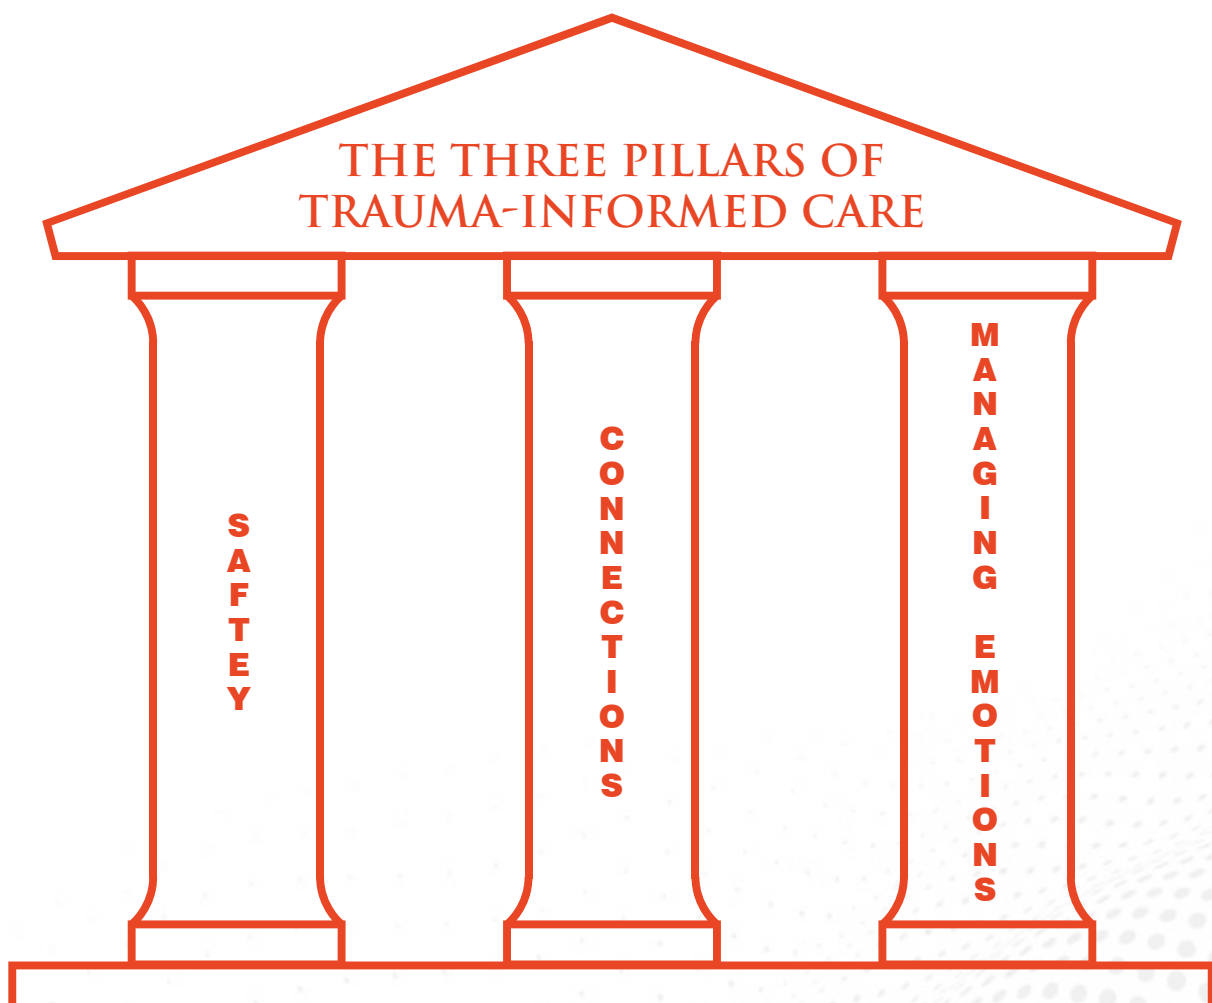 THE THREE PILLARS OF
TRAUMA-INFORMED CARE
SAFTEY
CONNECTIONS
MANAGING EMOTIONS